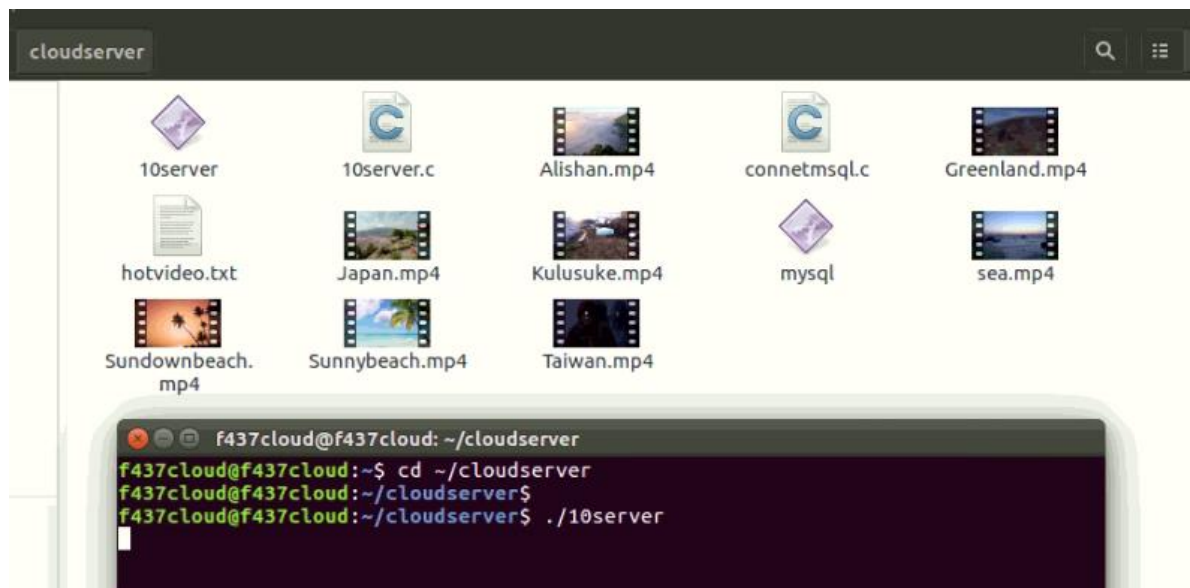 cloudserver
10server
10server.c
Alishan.mp4
connetmsql.c
Greenland.mp4
hotvideo.txt
Japan.mp4
Kulusuke.mp4
mysql
sea.mp4
Sundownbeach.
mp4
Sunnybeach.mp4
Taiwan.mp4
f437cloud@f437cloud: ~/cloudserver
f437cloud@f437cloud:~$ cd ~/cloudserver
f437cloud@f437cloud:~/cloudserver$
f437cloud@f437cloud:~/cloudserver$ ./10server